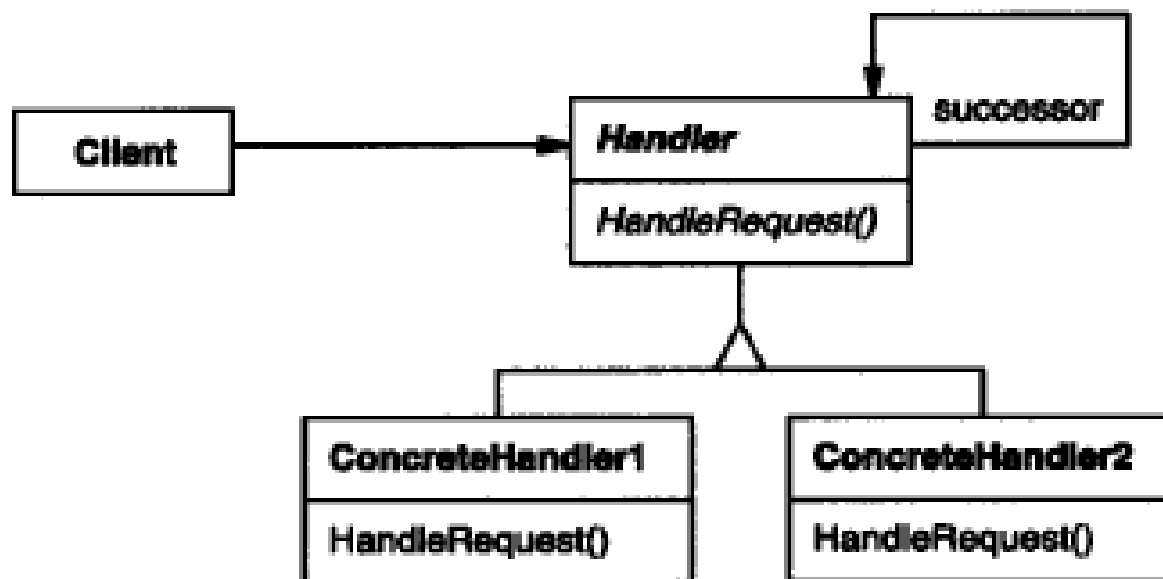 Client
Handler
successor
HandleRequest()
ConcreteHandler1
HandleRequest()
ConcreteHandler2
HandleRequest()